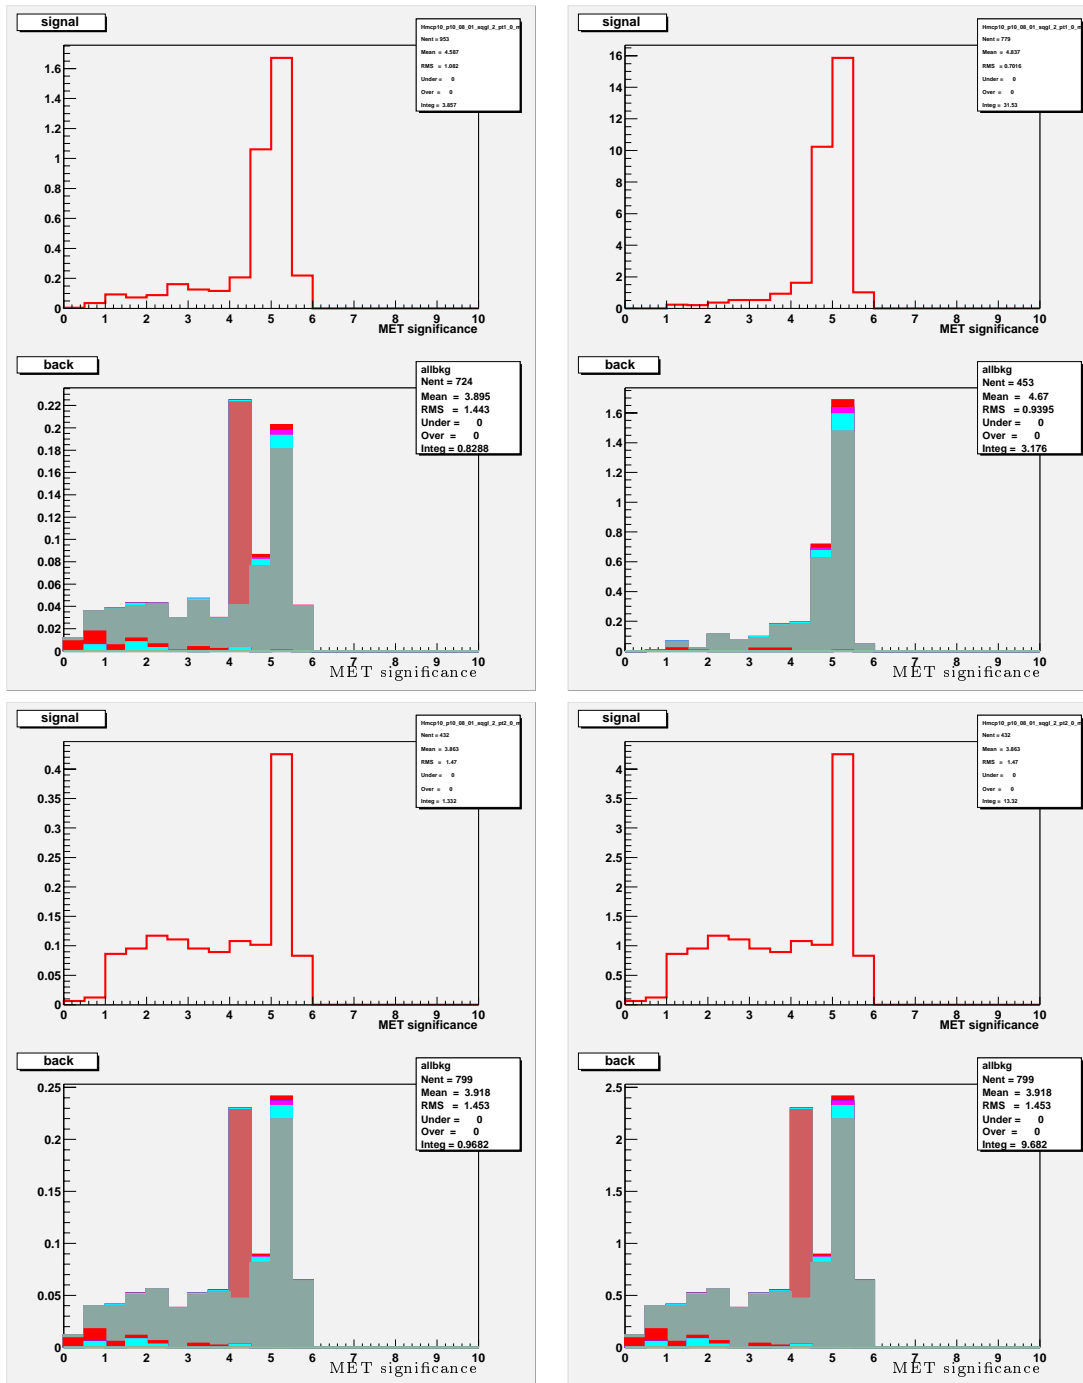 signal
Hmcp10_p10_08_01_sqgl_2_pt1_0_m
Nent = 953
Mean = 4.587
RMS = 1.082
Under = 0
Over = 0
Integ = 3.857
1.6
1.4
1.2
1
0.8
0.6
0.4
0.2
0
0 1 2 3 4 5 6 7 8 9 10
MET significance
back
allbkg
Nent = 724
Mean = 3.895
RMS = 1.443
Under = 0
Over = 0
Integ = 0.8288
0.22
0.2
0.18
0.16
0.14
0.12
0.1
0.08
0.06
0.04
0.02
0
0 1 2 3 4 5 6 7 8 9 10
MET significance
signal
Hmcp10_p10_08_01_sqgl_2_pt1_0_m
Nent = 779
Mean = 4.837
RMS = 0.7016
Under = 0
Over = 0
Integ = 31.53
16
14
12
10
8
6
4
2
0
0 1 2 3 4 5 6 7 8 9 10
MET significance
back
allbkg
Nent = 453
Mean = 4.67
RMS = 0.9395
Under = 0
Over = 0
Integ = 3.176
1.6
1.4
1.2
1
0.8
0.6
0.4
0.2
0
0 1 2 3 4 5 6 7 8 9 10
MET significance
signal
Hmcp10_p10_08_01_sqgl_2_pt2_0_m
Nent = 432
Mean = 3.863
RMS = 1.47
Under = 0
Over = 0
Integ = 1.332
0.4
0.35
0.3
0.25
0.2
0.15
0.1
0.05
0
0 1 2 3 4 5 6 7 8 9 10
MET significance
back
allbkg
Nent = 799
Mean = 3.918
RMS = 1.453
Under = 0
Over = 0
Integ = 0.9682
0.25
0.2
0.15
0.1
0.05
0
0 1 2 3 4 5 6 7 8 9 10
MET significance
signal
Hmcp10_p10_08_01_sqgl_2_pt2_0_m
Nent = 432
Mean = 3.863
RMS = 1.47
Under = 0
Over = 0
Integ = 13.32
4
3.5
3
2.5
2
1.5
1
0.5
0
0 1 2 3 4 5 6 7 8 9 10
MET significance
back
allbkg
Nent = 799
Mean = 3.918
RMS = 1.453
Under = 0
Over = 0
Integ = 9.682
2.5
2
1.5
1
0.5
0
0 1 2 3 4 5 6 7 8 9 10
MET significance